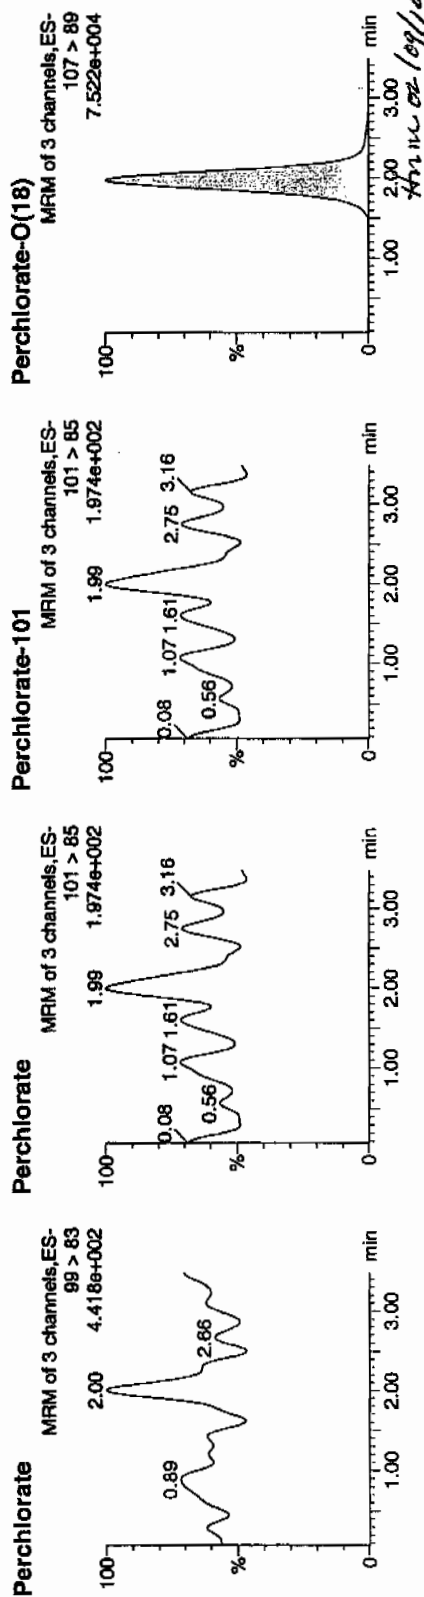 Perchlorate
MRM of 3 channels,ES-
99 > 83
4.418e+002
2.00
100
0.89
2.66
%
0
1.00 2.00 3.00 min
Perchlorate
MRM of 3 channels,ES-
101 > 85
1.974e+002
1.99
100
0.08
0.56
1.07 1.61
2.75
3.16
%
0
1.00 2.00 3.00 min
Perchlorate-101
MRM of 3 channels,ES-
101 > 85
1.974e+002
1.99
100
0.08
0.56
1.07 1.61
2.75
3.16
%
0
1.00 2.00 3.00 min
Perchlorate-O(18)
MRM of 3 channels,ES-
107 > 89
7.522e+004
100
%
0
1.00 2.00 3.00 min